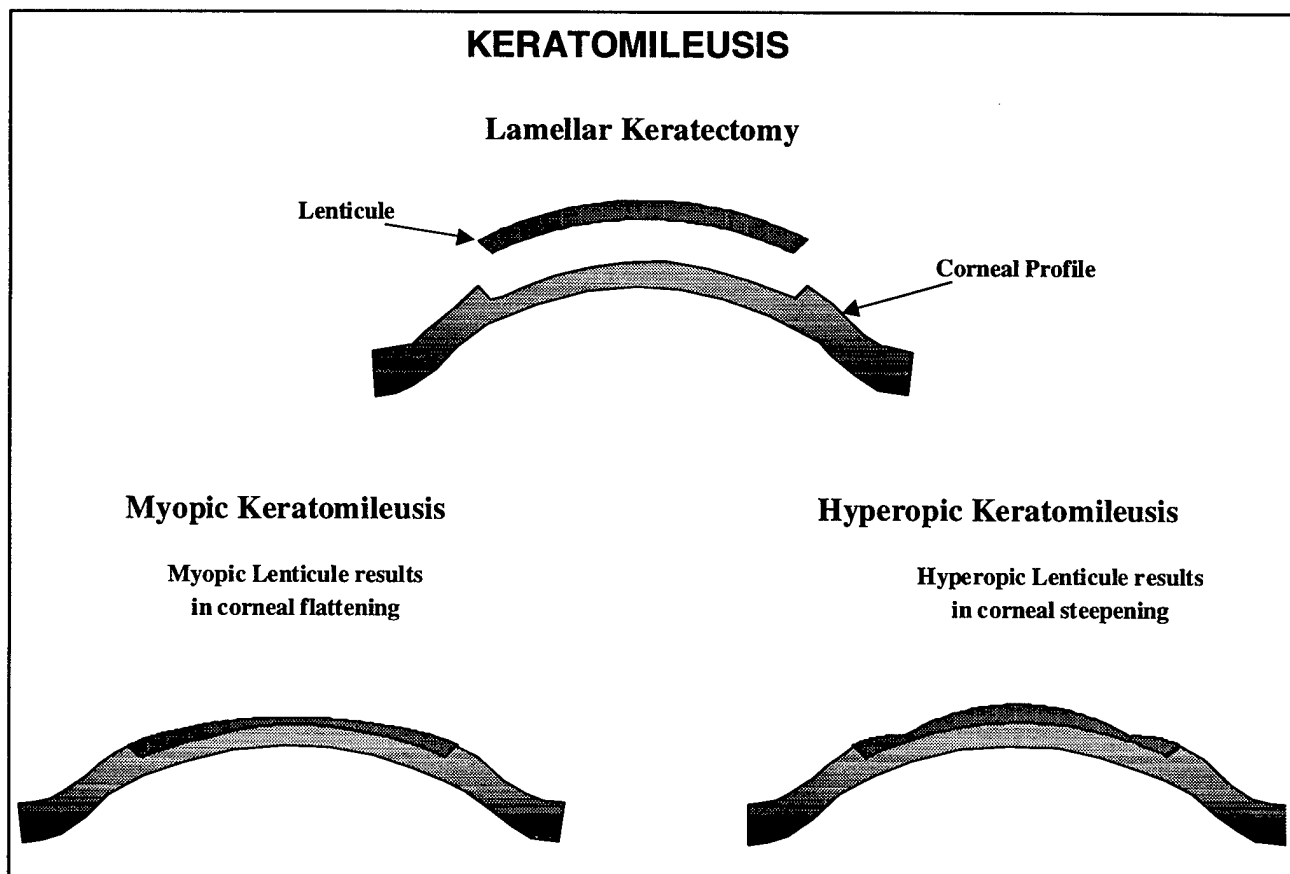 KERATOMILEUSIS
Lamellar Keratectomy
Lenticule
Corneal Profile
Myopic Keratomileusis
Myopic Lenticule results
in corneal flattening
Hyperopic Keratomileusis
Hyperopic Lenticule results
in corneal steepening